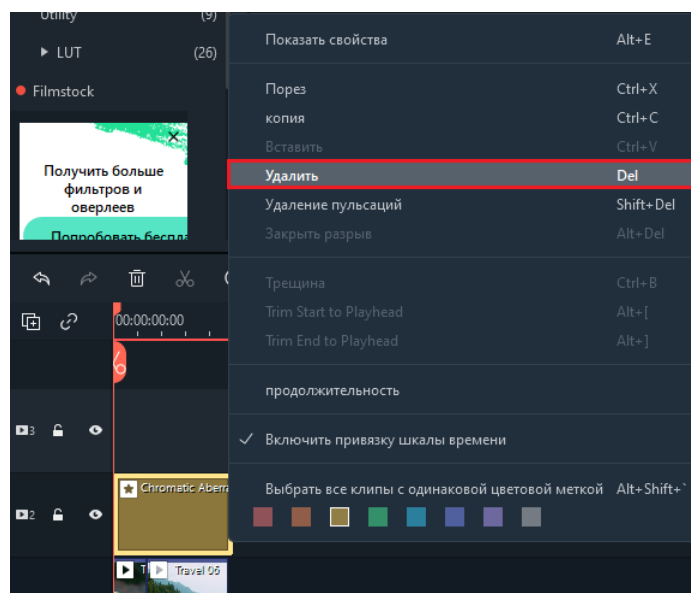 Utility (9)
LUT (26)
Filmstock
Получить больше
фильтров и
оверлеев
00:00:00:00
3
2
Chromatic Aberr
Travel 06
Показать свойства Alt+E
Порез Ctrl+X
копия Ctrl+C
Вставить Ctrl+V
Удалить Del
Удаление пульсаций Shift+Del
Закрыть разрыв Alt+Del
Трещина Ctrl+B
Trim Start to Playhead Alt+[
Trim End to Playhead Alt+]
продолжительность
Включить привязку шкалы времени
Выбрать все клипы с одинаковой цветовой меткой Alt+Shift+`